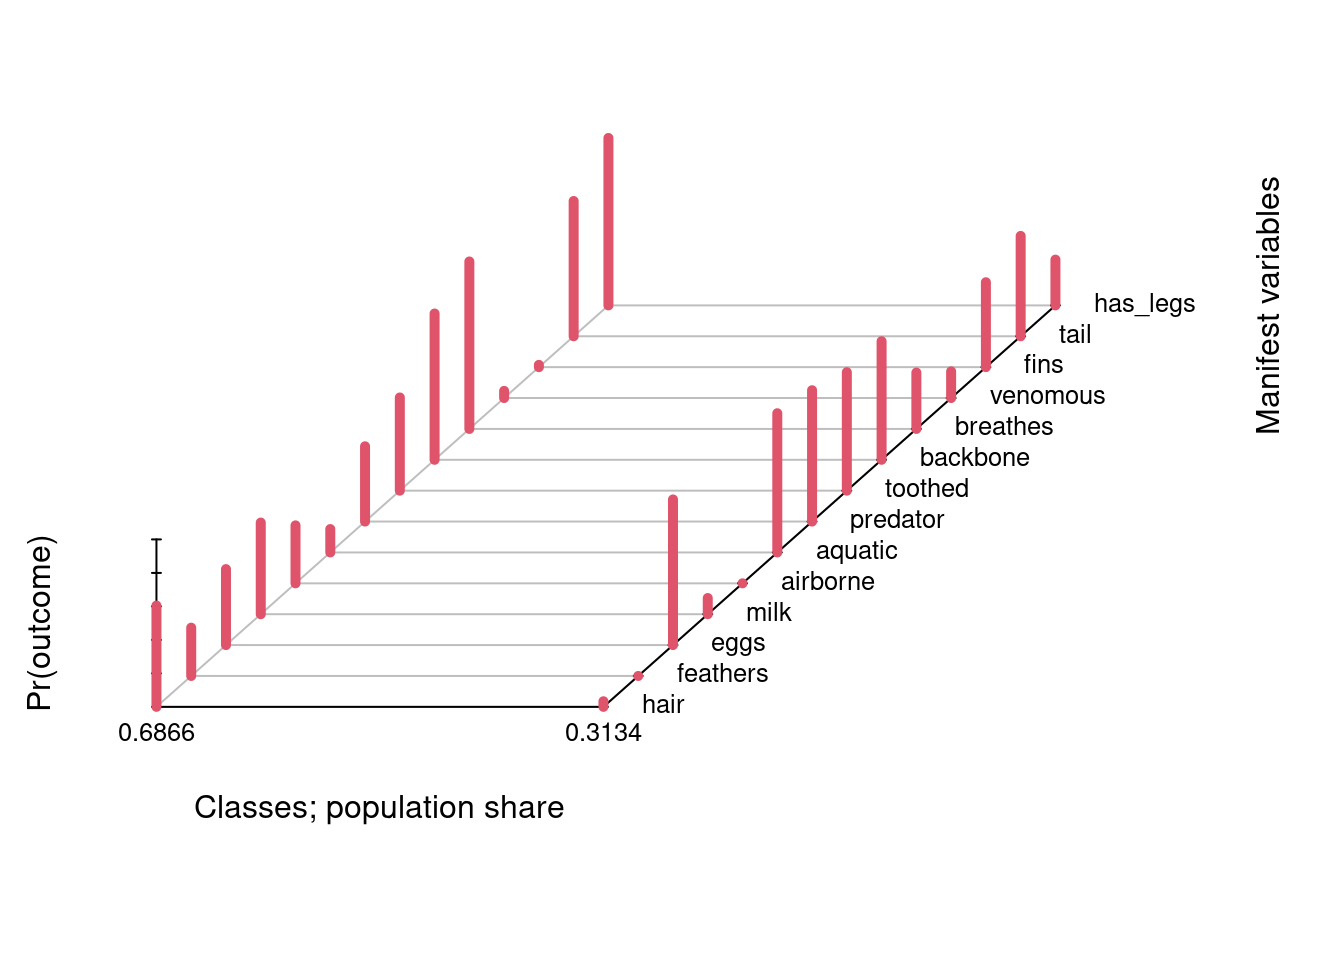 has_legs
tail
fins
venomous
breathes
backbone
toothed
predator
aquatic
airborne
milk
eggs
feathers
hair
0.6866
0.3134
Classes; population share
Pr(outcome)
Manifest variables